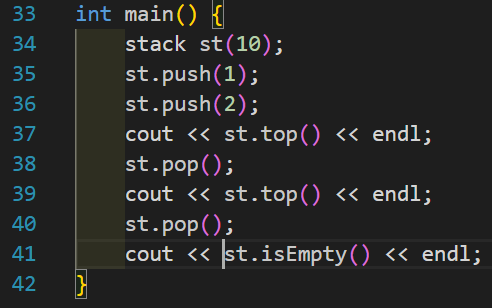 33 int main() {
34     stack st(10);
35     st.push(1);
36     st.push(2);
37     cout << st.top() << endl;
38     st.pop();
39     cout << st.top() << endl;
40     st.pop();
41     cout << st.isEmpty() << endl;
42 }